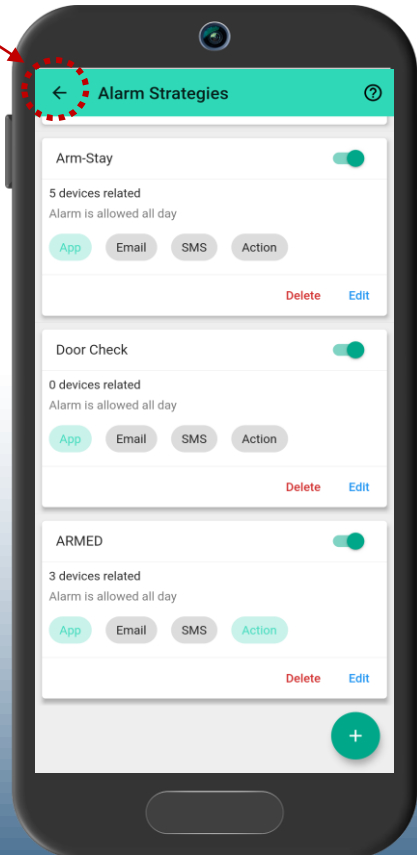 Alarm Strategies
Arm-Stay
5 devices related
Alarm is allowed all day
App Email SMS Action
Delete Edit
Door Check
0 devices related
Alarm is allowed all day
App Email SMS Action
Delete Edit
ARMED
3 devices related
Alarm is allowed all day
App Email SMS Action
Delete Edit